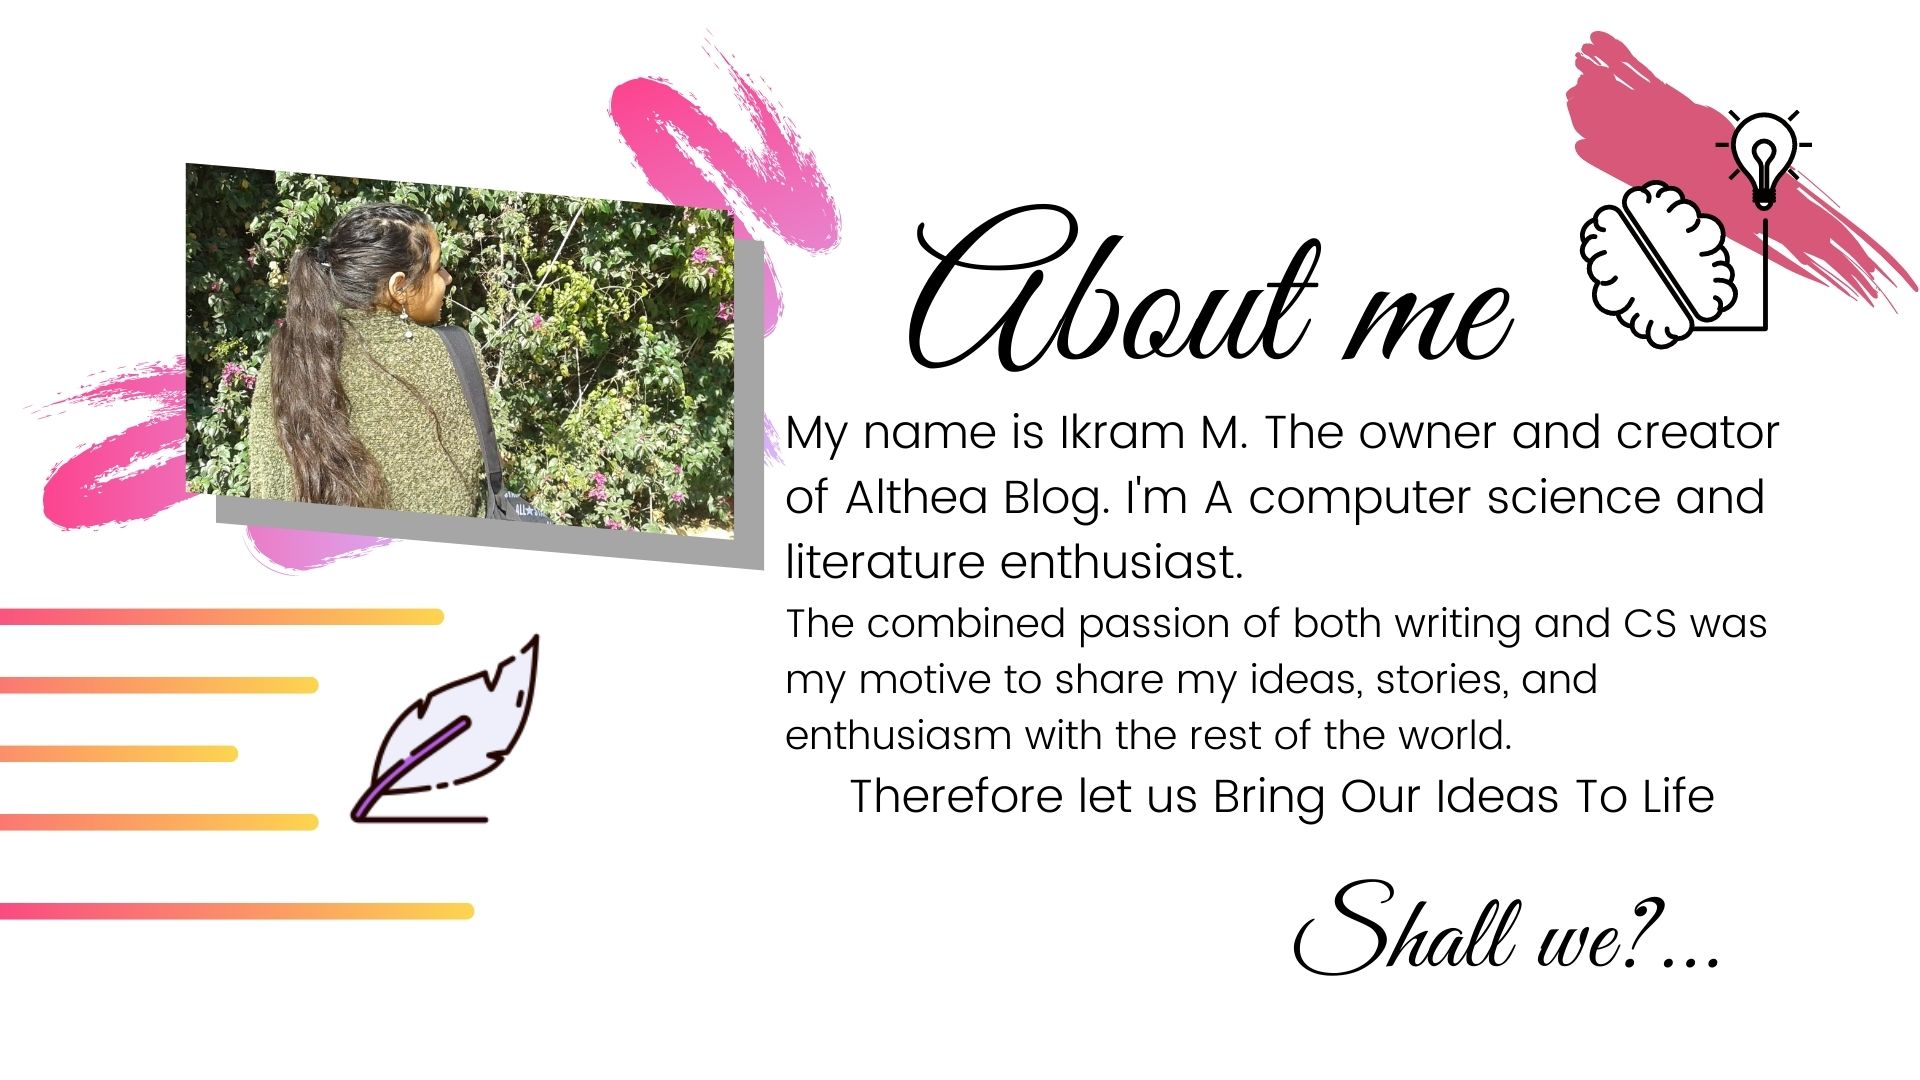 About me
My name is Ikram M. The owner and creator
of Althea Blog. I'm A computer science and
literature enthusiast.
The combined passion of both writing and CS was
my motive to share my ideas, stories, and
enthusiasm with the rest of the world.
Therefore let us Bring Our Ideas To Life
Shall we?...